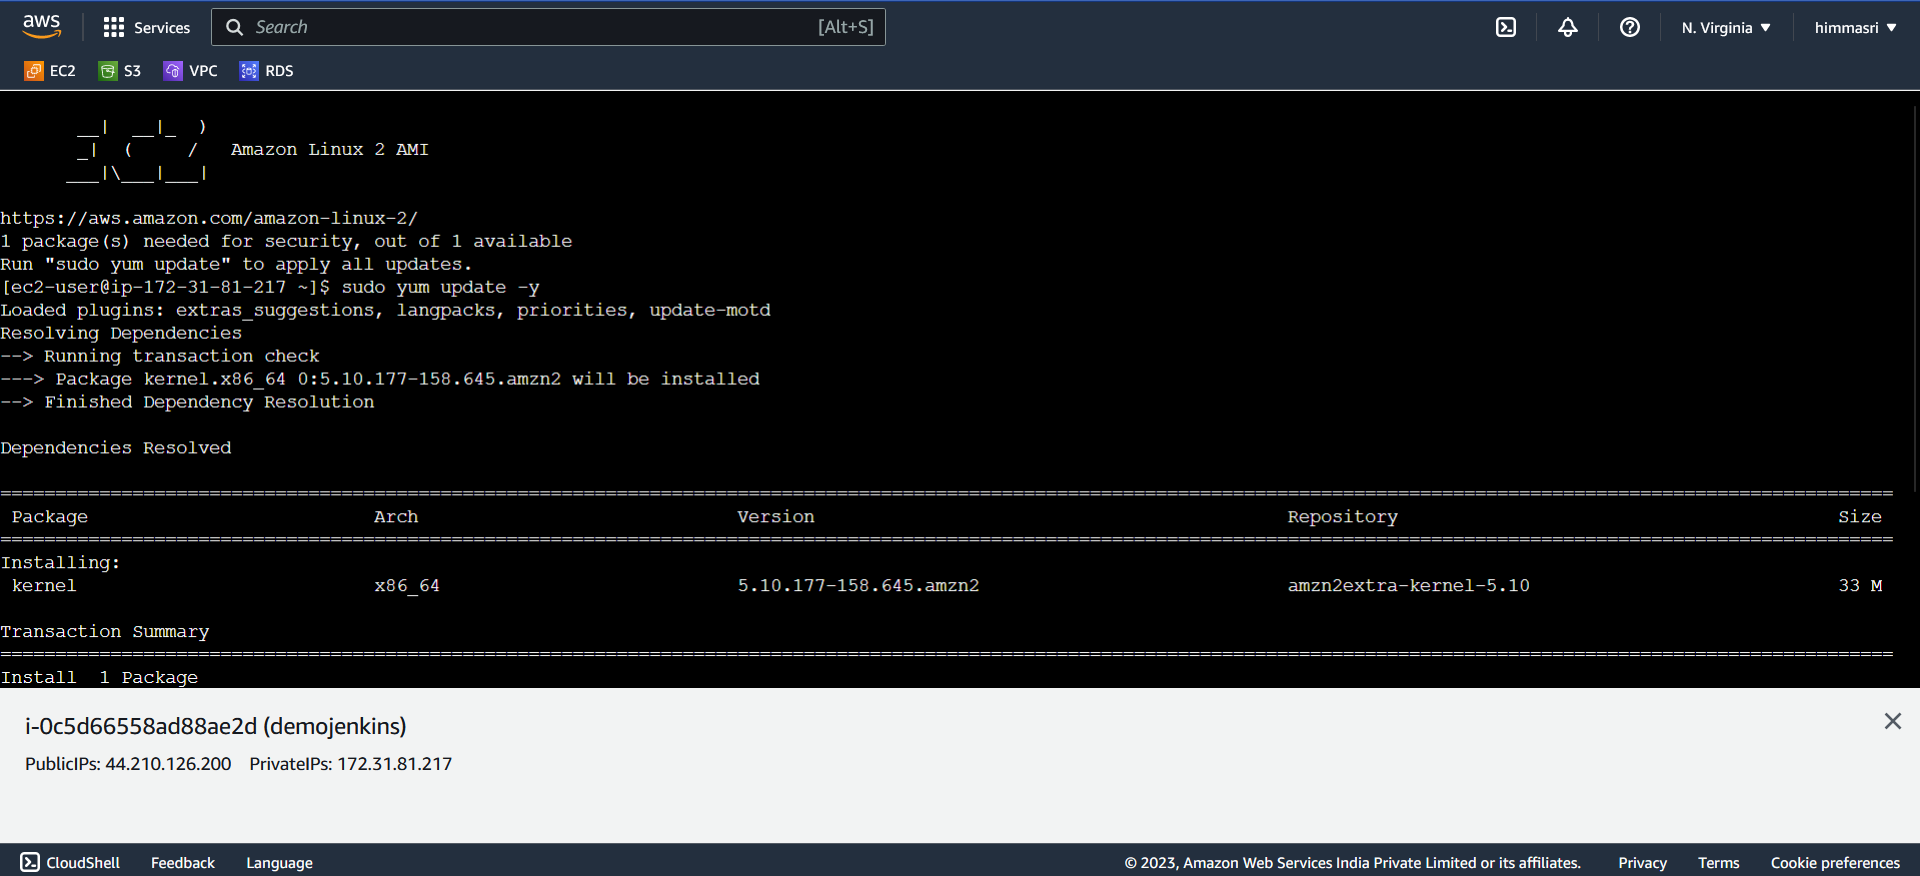 aws
Services
Search
[Alt+S]
N. Virginia
himmasri
EC2
S3
VPC
RDS
       __|  __|_  )
       _|  (     /   Amazon Linux 2 AMI
      ___|\___|___|
https://aws.amazon.com/amazon-linux-2/
1 package(s) needed for security, out of 1 available
Run "sudo yum update" to apply all updates.
[ec2-user@ip-172-31-81-217 ~]$ sudo yum update -y
Loaded plugins: extras_suggestions, langpacks, priorities, update-motd
Resolving Dependencies
--> Running transaction check
---> Package kernel.x86_64 0:5.10.177-158.645.amzn2 will be installed
--> Finished Dependency Resolution
Dependencies Resolved
Package Arch Version Repository Size
Installing:
kernel x86_64 5.10.177-158.645.amzn2 amzn2extra-kernel-5.10 33 M
Transaction Summary
Install  1 Package
i-0c5d66558ad88ae2d (demojenkins)
PublicIPs: 44.210.126.200 PrivateIPs: 172.31.81.217
CloudShell Feedback Language © 2023, Amazon Web Services India Private Limited or its affiliates. Privacy Terms Cookie preferences